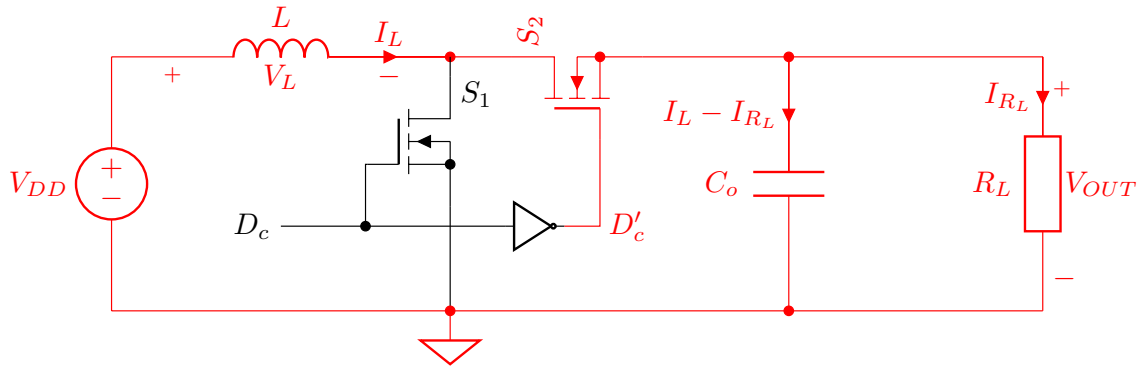 L
I_L
S_2
+
V_L
−
S_1
I_L − I_{R_L}
I_{R_L}
+
V_{DD}
+
−
C_o
R_L
V_{OUT}
D_c
D'_c
−